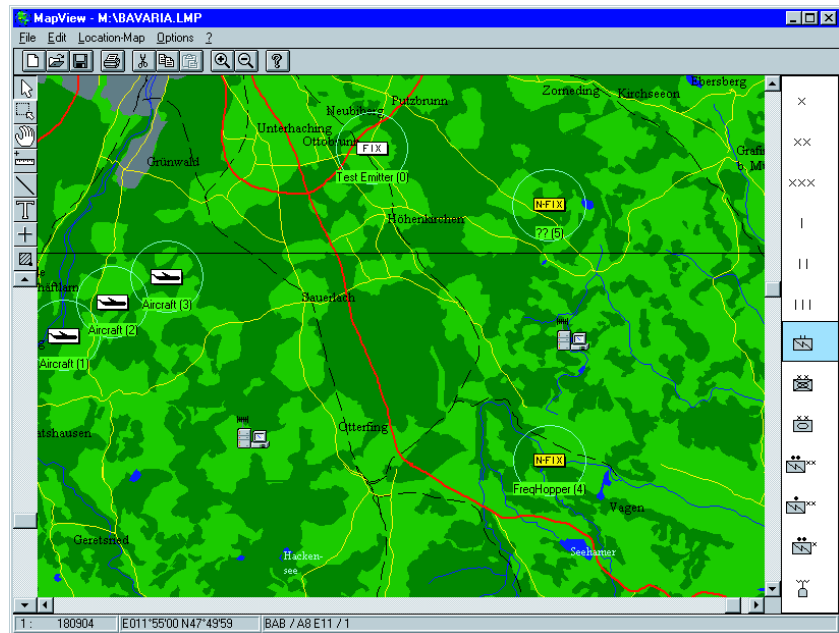 MapView - M:\BAVARIA.LMP
File Edit Location-Map Options ?
Ebersberg
Zorneding
Kirchseeon
Putzbrunn
Neubiberg
Unterhaching
Ottobrunn
FIX
Grünwald
Test Emitter (0)
N-FIX
Höhenkirchen
?? (5)
Aircraft (3)
Sauerlach
Aircraft (2)
Aircraft (1)
Otterfing
atshausen
N-FIX
FreqHopper (4)
Vagen
Geretsried
Seehamer
Hacken-
see
T
1 : 180904 E011°55'00 N47°49'59 BAB / A8 E11 / 1